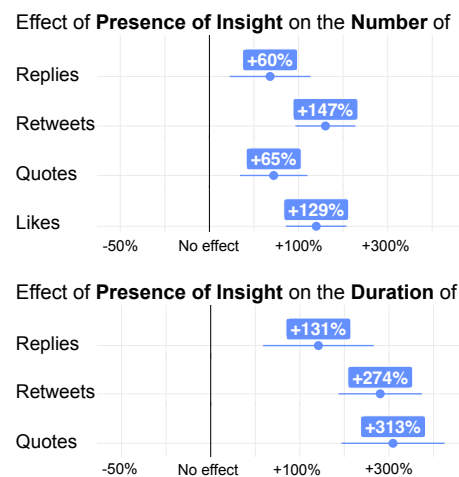 Effect of Presence of Insight on the Number of
Replies
+60%
Retweets
+147%
Quotes
+65%
Likes
+129%
-50% No effect +100% +300%
Effect of Presence of Insight on the Duration of
Replies
+131%
Retweets
+274%
Quotes
+313%
-50% No effect +100% +300%